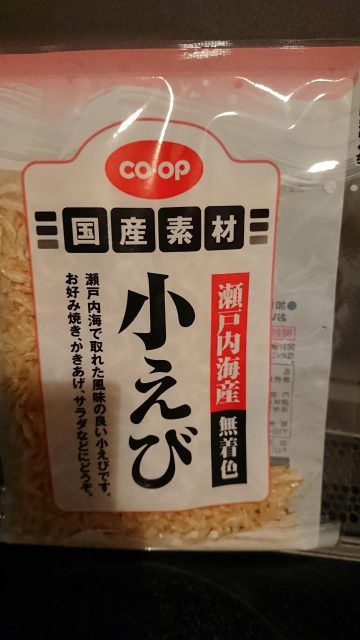 CO·OP
国産素材
瀬戸内海産 無着色
小えび
瀬戸内海で取れた風味の良い小えびです。
お好み焼き、かきあげ、サラダなどにどうぞ。